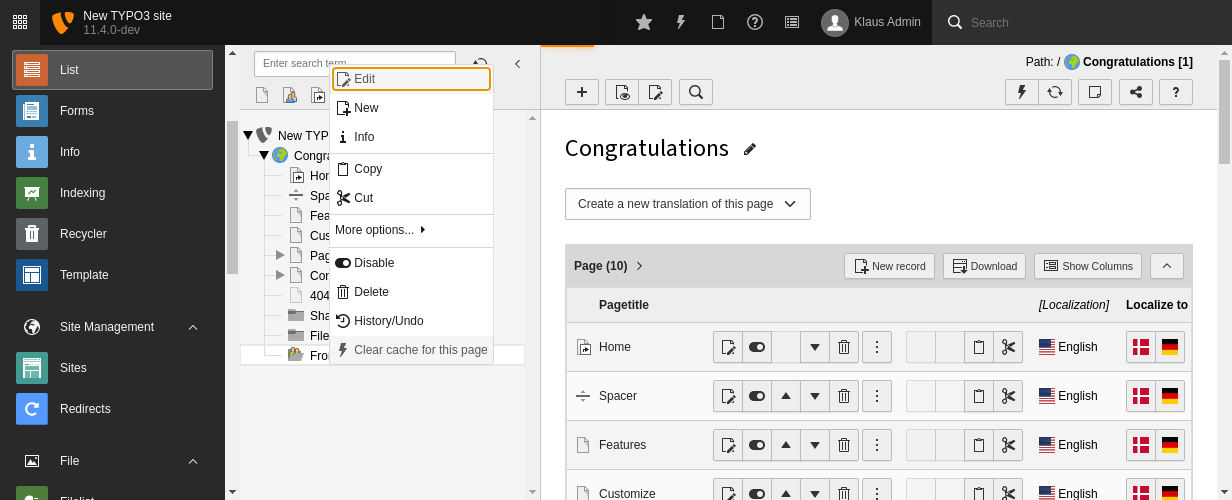 New TYPO3 site
11.4.0-dev
Klaus Admin
Search
List
Forms
Info
Indexing
Recycler
Template
Site Management
Sites
Redirects
File
Filelist
Enter search term
New TYP
Congra
Hom
Spa
Fea
Cus
Pag
Con
404
Sha
File
Fron
Edit
New
Info
Copy
Cut
More options...
Disable
Delete
History/Undo
Clear cache for this page
Path: / Congratulations [1]
?
Congratulations
Create a new translation of this page
Page (10)
New record
Download
Show Columns
Pagetitle
[Localization]
Localize to
Home
English
Spacer
English
Features
English
Customize
English